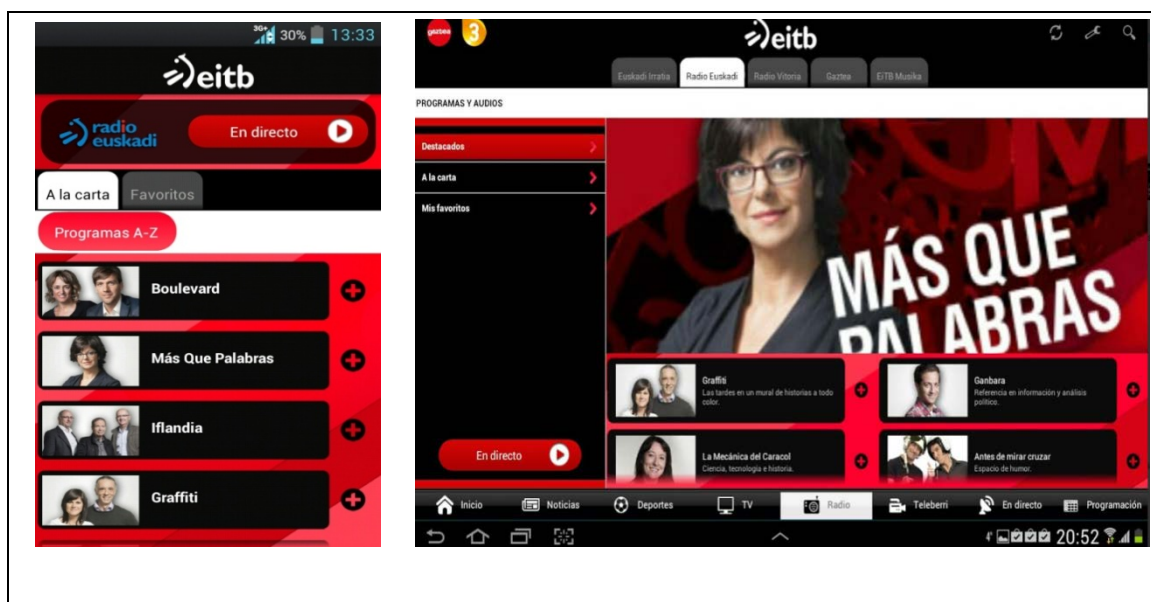 3G+ 30% 13:33
eitb
radio
euskadi
En directo
A la carta Favoritos
Programas A-Z
Boulevard
Más Que Palabras
Iflandia
Graffiti
gaztea 3 eitb
Euskadi Irratia Radio Euskadi Radio Vitoria Gaztea EiTB Musika
PROGRAMAS Y AUDIOS
Destacados
A la carta
Mis favoritos
En directo
MÁS QUE
PALABRAS
Graffiti
Las tardes en un mural de historias a todo
color.
Ganbara
Referencia en información y análisis
político.
La Mecánica del Caracol
Ciencia, tecnología e historia.
Antes de mirar cruzar
Espacio de humor.
Inicio Noticias Deportes TV Radio Teleberri En directo Programación
20:52